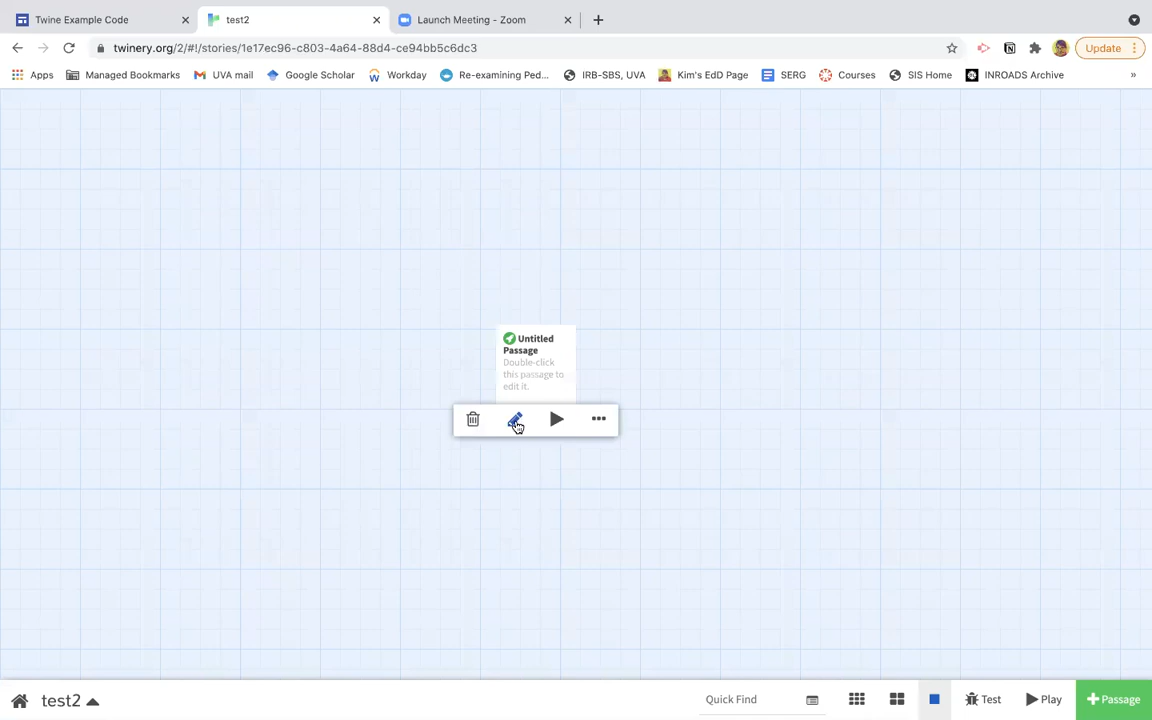 Twine Example Code
test2
Launch Meeting - Zoom
twinery.org/2/#!/stories/1e17ec96-c803-4a64-88d4-ce94bb5c6dc3
Update
Apps
Managed Bookmarks
UVA mail
Google Scholar
Workday
Re-examining Ped...
IRB-SBS, UVA
Kim's EdD Page
SERG
Courses
SIS Home
INROADS Archive
»
Untitled
Passage
Double-click
this passage to
edit it.
test2
Quick Find
Test
Play
+Passage